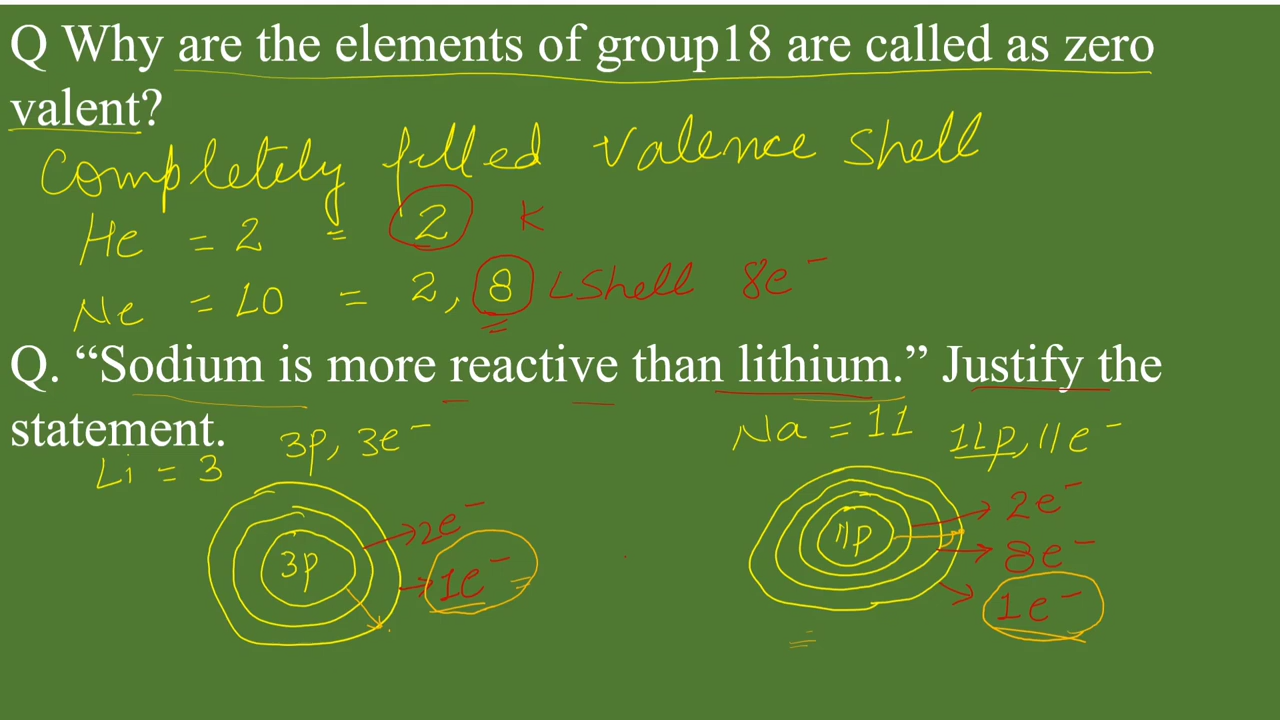 Q Why are the elements of group18 are called as zero
valent?
Completely filled valence shell
He = 2 = 2 K
Ne = 10 = 2, 8 L Shell 8e⁻
Q. “Sodium is more reactive than lithium.” Justify the
statement.
3p, 3e⁻
Na = 11 11p, 11e⁻
Li = 3
3p
2e⁻
1e⁻
11p
2e⁻
8e⁻
1e⁻